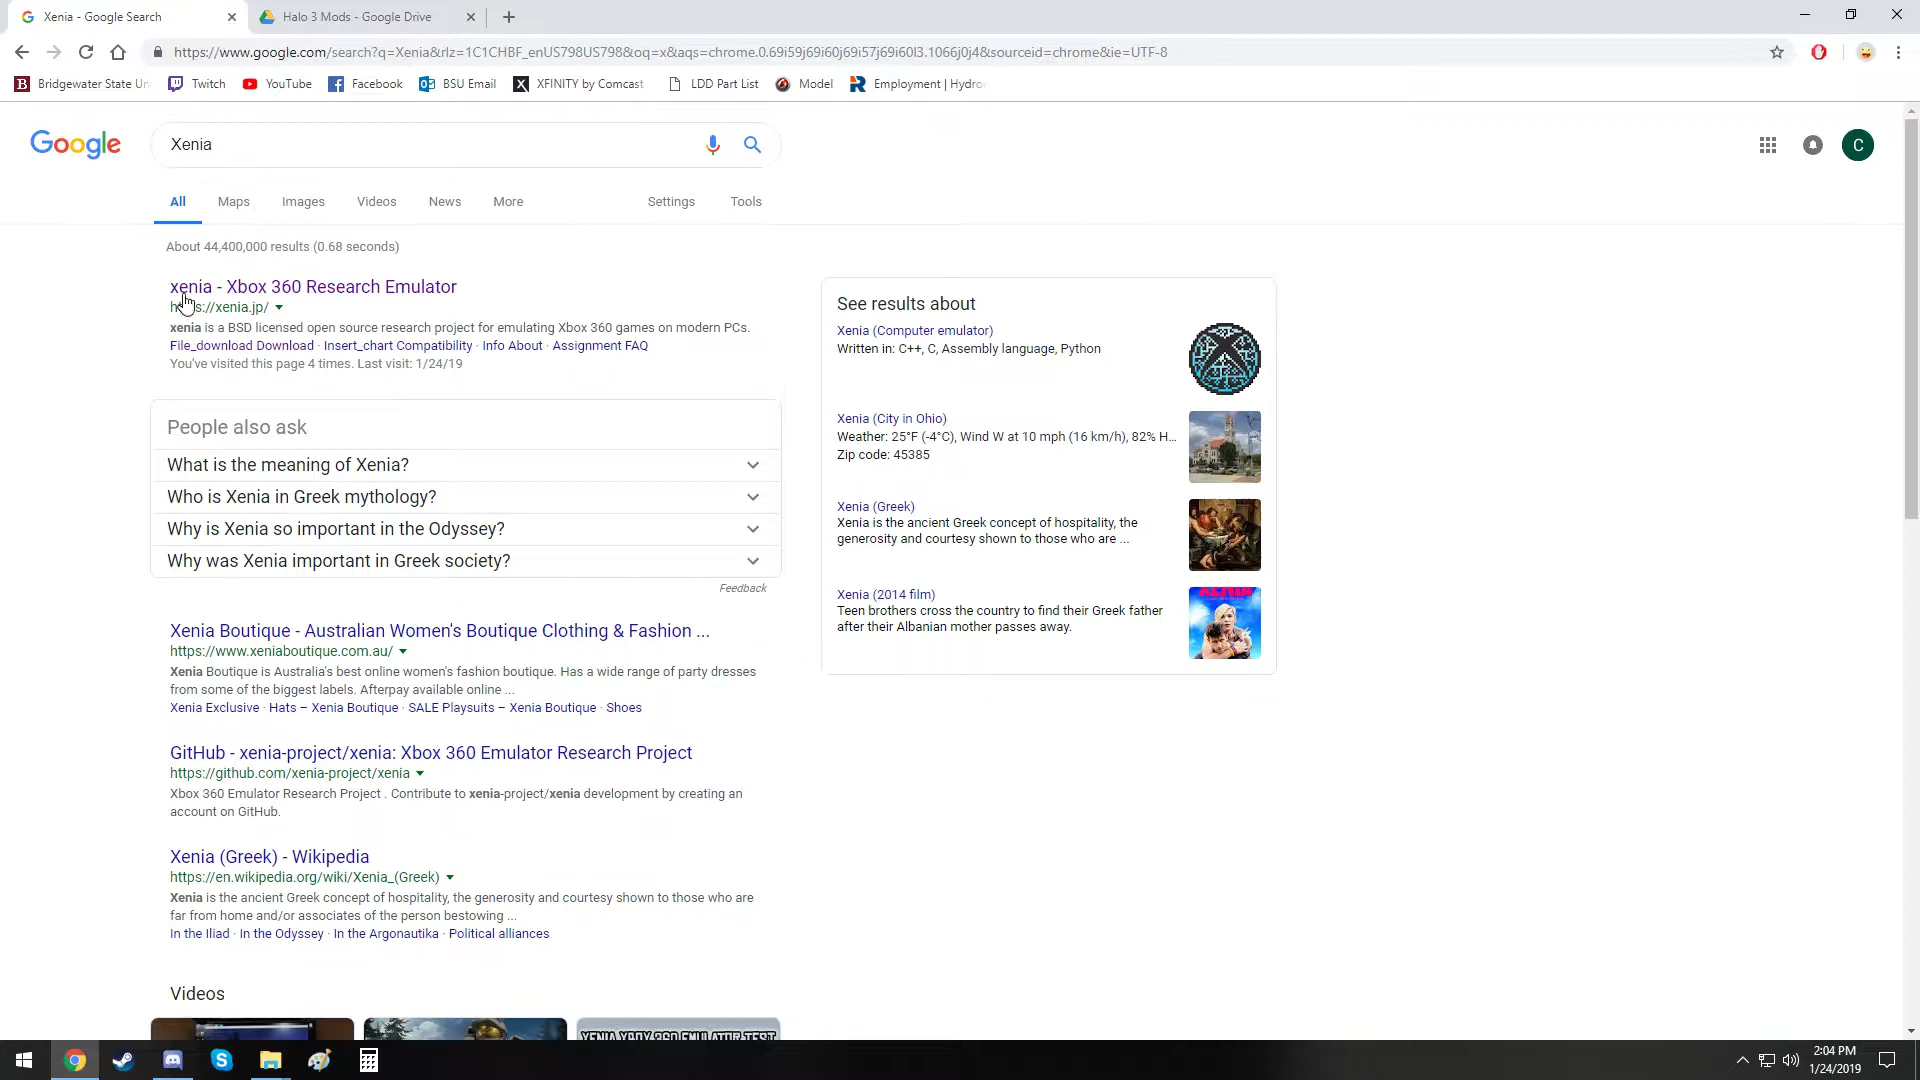 Xenia - Google Search
Halo 3 Mods - Google Drive
https://www.google.com/search?q=Xenia&rlz=1C1CHBF_enUS798US798&oq=x&aqs=chrome.0.69i59j69i60j69i57j69i60l3.1066j0j4&sourceid=chrome&ie=UTF-8
Bridgewater State Un
Twitch
YouTube
Facebook
BSU Email
XFINITY by Comcast
LDD Part List
Model
Employment | Hydro
Google
Xenia
C
All
Maps
Images
Videos
News
More
Settings
Tools
About 44,400,000 results (0.68 seconds)
xenia - Xbox 360 Research Emulator
https://xenia.jp/
xenia is a BSD licensed open source research project for emulating Xbox 360 games on modern PCs.
File_download Download · Insert_chart Compatibility · Info About · Assignment FAQ
You've visited this page 4 times. Last visit: 1/24/19
People also ask
What is the meaning of Xenia?
Who is Xenia in Greek mythology?
Why is Xenia so important in the Odyssey?
Why was Xenia important in Greek society?
Feedback
Xenia Boutique - Australian Women's Boutique Clothing & Fashion ...
https://www.xeniaboutique.com.au/
Xenia Boutique is Australia's best online women's fashion boutique. Has a wide range of party dresses
from some of the biggest labels. Afterpay available online ...
Xenia Exclusive · Hats – Xenia Boutique · SALE Playsuits – Xenia Boutique · Shoes
GitHub - xenia-project/xenia: Xbox 360 Emulator Research Project
https://github.com/xenia-project/xenia
Xbox 360 Emulator Research Project . Contribute to xenia-project/xenia development by creating an
account on GitHub.
Xenia (Greek) - Wikipedia
https://en.wikipedia.org/wiki/Xenia_(Greek)
Xenia is the ancient Greek concept of hospitality, the generosity and courtesy shown to those who are
far from home and/or associates of the person bestowing ...
In the Iliad · In the Odyssey · In the Argonautika · Political alliances
Videos
XENIA XBOX 360 EMULATOR TEST
See results about
Xenia (Computer emulator)
Written in: C++, C, Assembly language, Python
Xenia (City in Ohio)
Weather: 25°F (-4°C), Wind W at 10 mph (16 km/h), 82% H...
Zip code: 45385
Xenia (Greek)
Xenia is the ancient Greek concept of hospitality, the
generosity and courtesy shown to those who are ...
Xenia (2014 film)
Teen brothers cross the country to find their Greek father
after their Albanian mother passes away.
XENIA
2:04 PM
1/24/2019